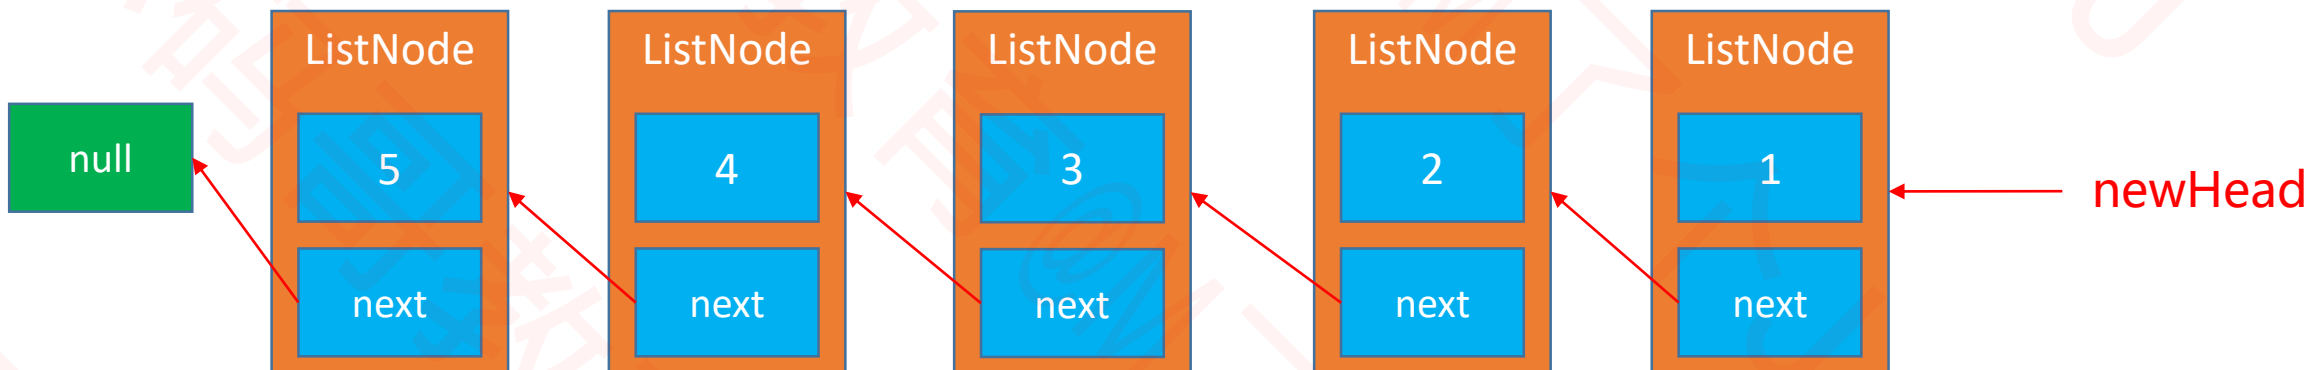 ListNode ListNode ListNode ListNode ListNode
null 5 4 3 2 1 newHead
next next next next next